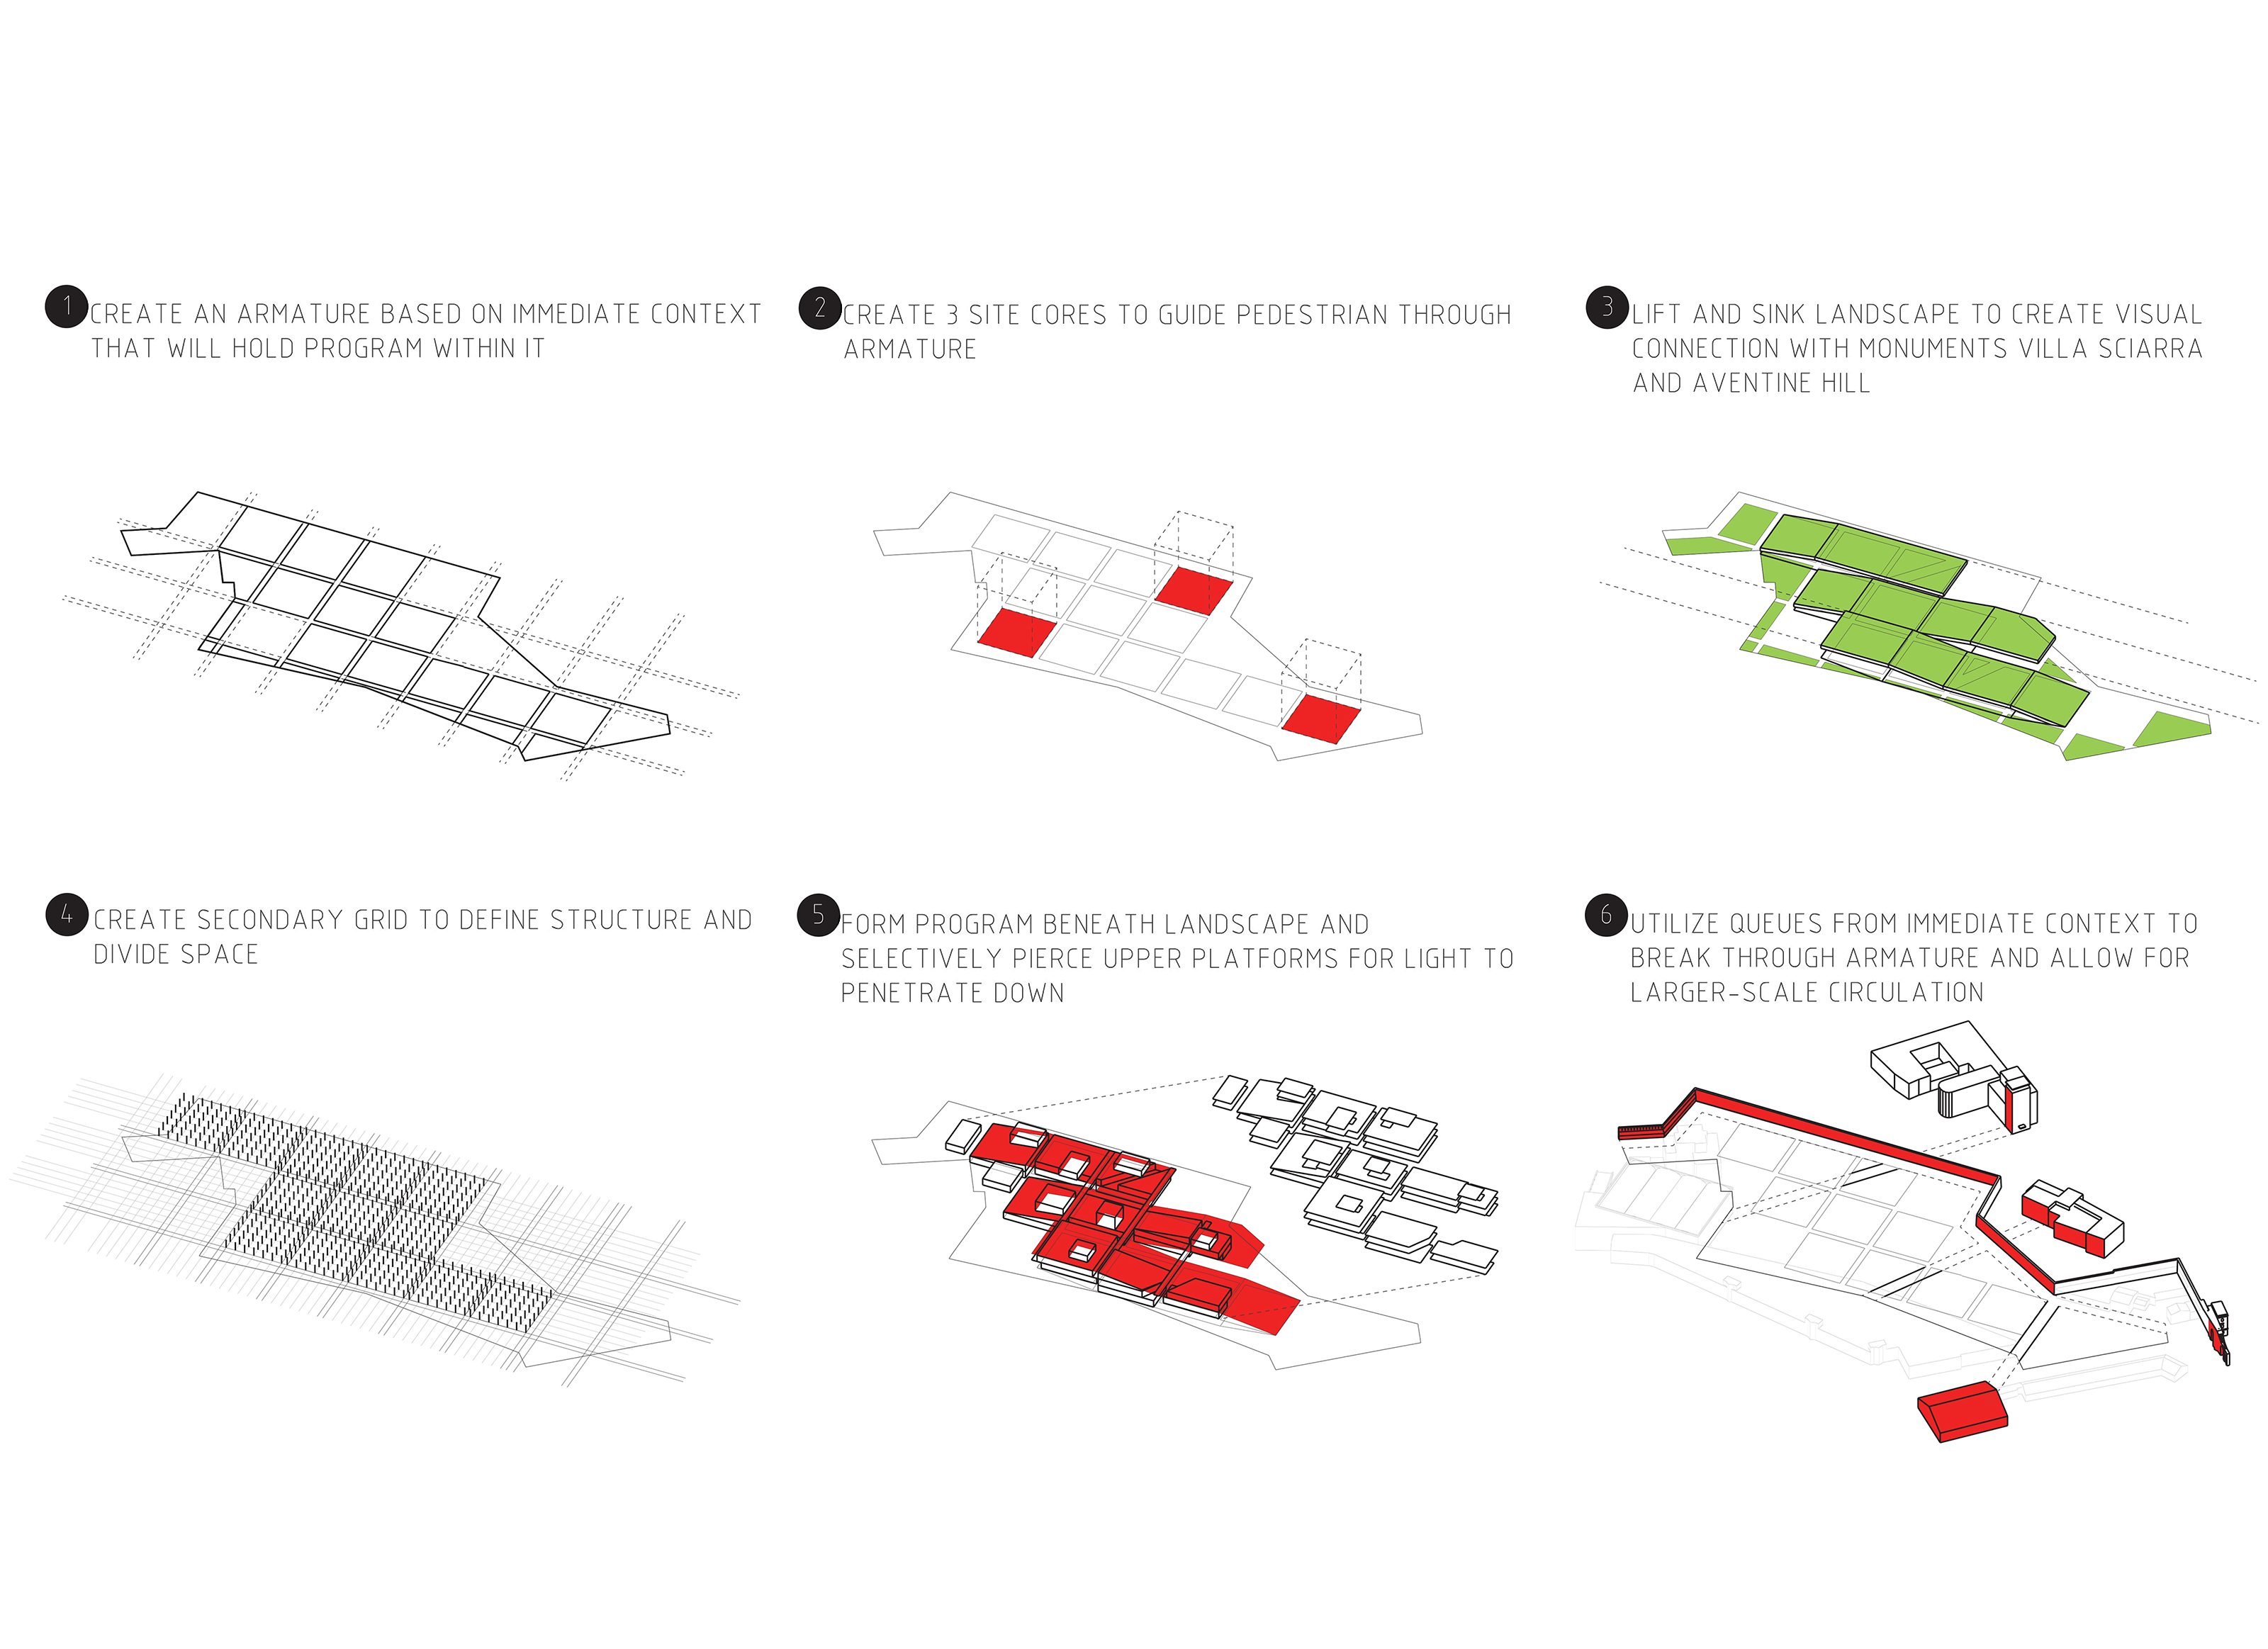 1 CREATE AN ARMATURE BASED ON IMMEDIATE CONTEXT
THAT WILL HOLD PROGRAM WITHIN IT
2 CREATE 3 SITE CORES TO GUIDE PEDESTRIAN THROUGH
ARMATURE
3 LIFT AND SINK LANDSCAPE TO CREATE VISUAL
CONNECTION WITH MONUMENTS VILLA SCIARRA
AND AVENTINE HILL
4 CREATE SECONDARY GRID TO DEFINE STRUCTURE AND
DIVIDE SPACE
5 FORM PROGRAM BENEATH LANDSCAPE AND
SELECTIVELY PIERCE UPPER PLATFORMS FOR LIGHT TO
PENETRATE DOWN
6 UTILIZE QUEUES FROM IMMEDIATE CONTEXT TO
BREAK THROUGH ARMATURE AND ALLOW FOR
LARGER-SCALE CIRCULATION